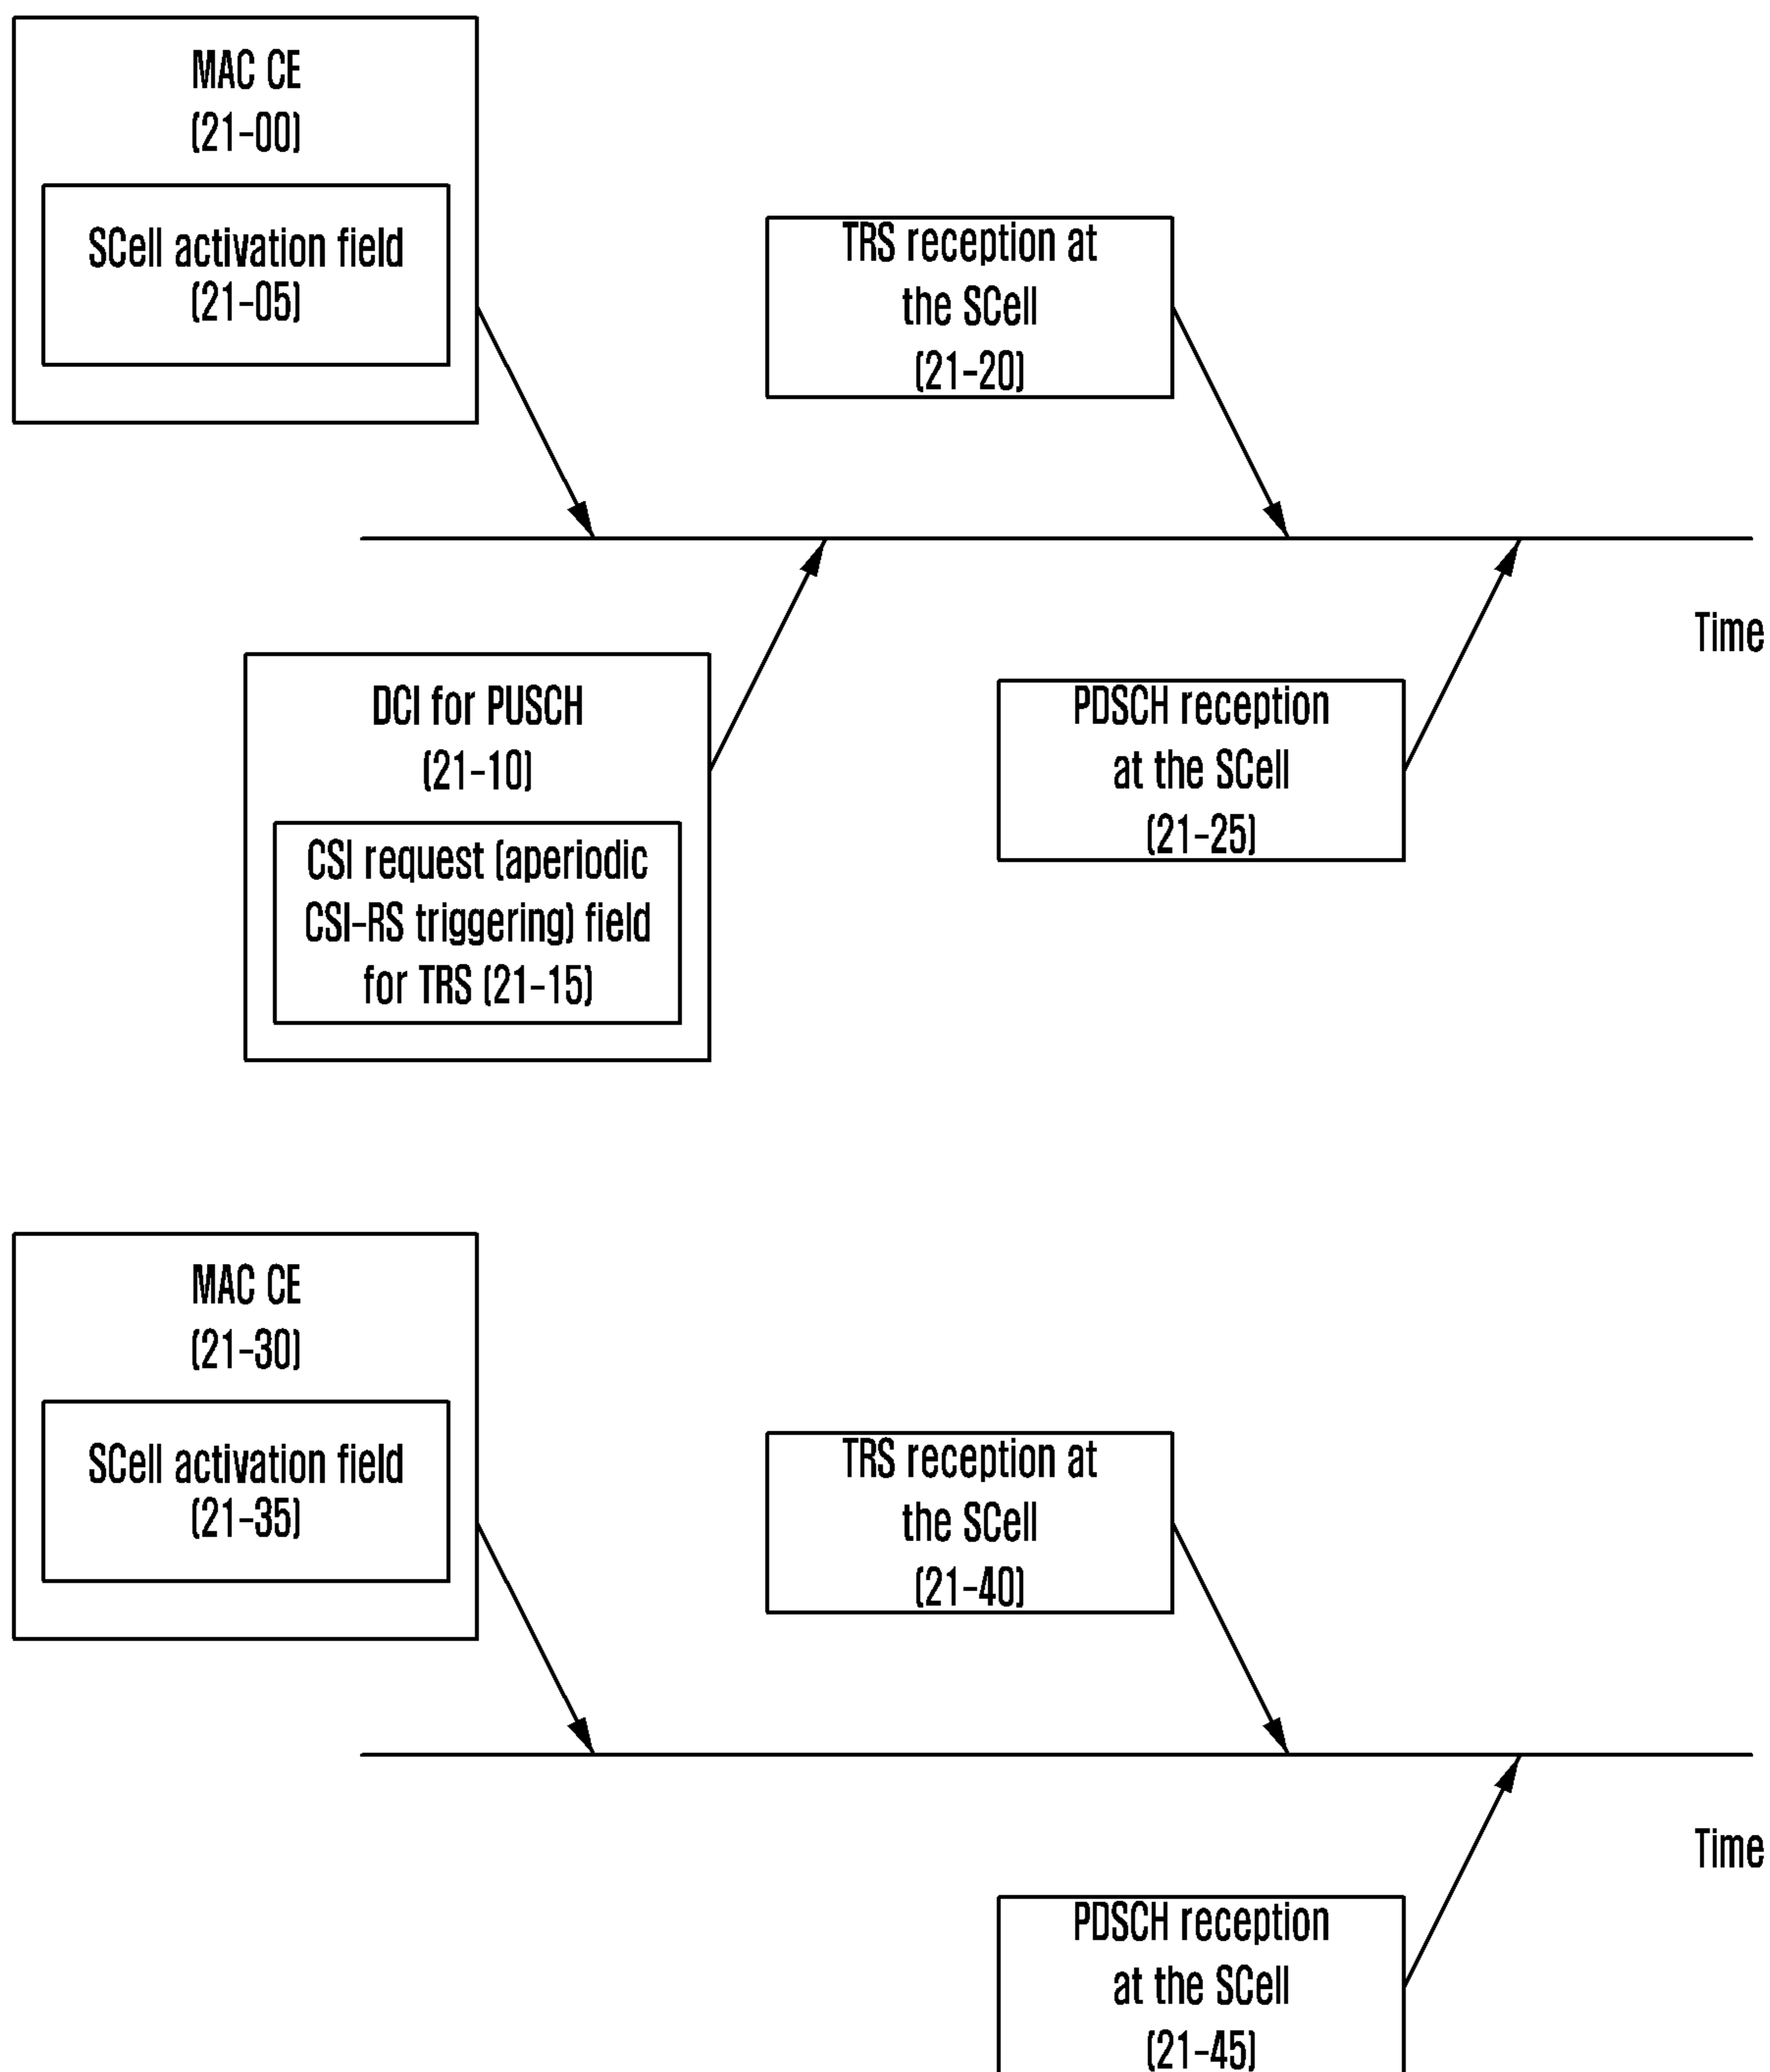 MAC CE
(21-00)
SCell activation field
(21-05)
TRS reception at
the SCell
(21-20)
Time
DCI for PUSCH
(21-10)
CSI request (aperiodic
CSI-RS triggering) field
for TRS (21-15)
PDSCH reception
at the SCell
(21-25)
MAC CE
(21-30)
SCell activation field
(21-35)
TRS reception at
the SCell
(21-40)
Time
PDSCH reception
at the SCell
(21-45)